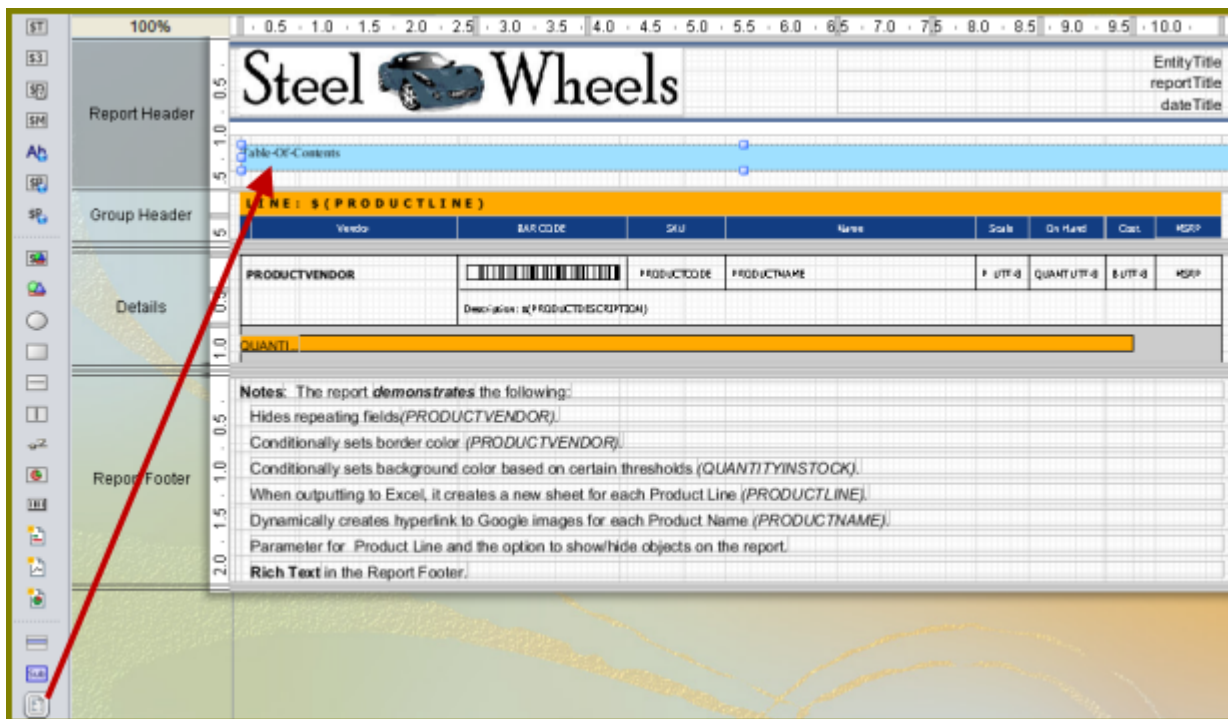 100%
0.5 1.0 1.5 2.0 2.5 3.0 3.5 4.0 4.5 5.0 5.5 6.0 6.5 7.0 7.5 8.0 8.5 9.0 9.5 10.0
Report Header
Steel Wheels
EntityTitle
reportTitle
dateTitle
Table-Of-Contents
Group Header
LINE: $(PRODUCTLINE)
Vendor BAR CODE SKU Name Scale On Hand Cost MSRP
Details
PRODUCTVENDOR PRODUCTCODE PRODUCTNAME P UTF-8 QUANT UTF-8 B UTF-8 MSRP
Description: $(PRODUCTDESCRIPTION)
QUANTI...
Report Footer
Notes: The report demonstrates the following:
Hides repeating fields(PRODUCTVENDOR).
Conditionally sets border color (PRODUCTVENDOR).
Conditionally sets background color based on certain thresholds (QUANTITYINSTOCK).
When outputting to Excel, it creates a new sheet for each Product Line (PRODUCTLINE).
Dynamically creates hyperlink to Google images for each Product Name (PRODUCTNAME).
Parameter for Product Line and the option to show/hide objects on the report.
Rich Text in the Report Footer.